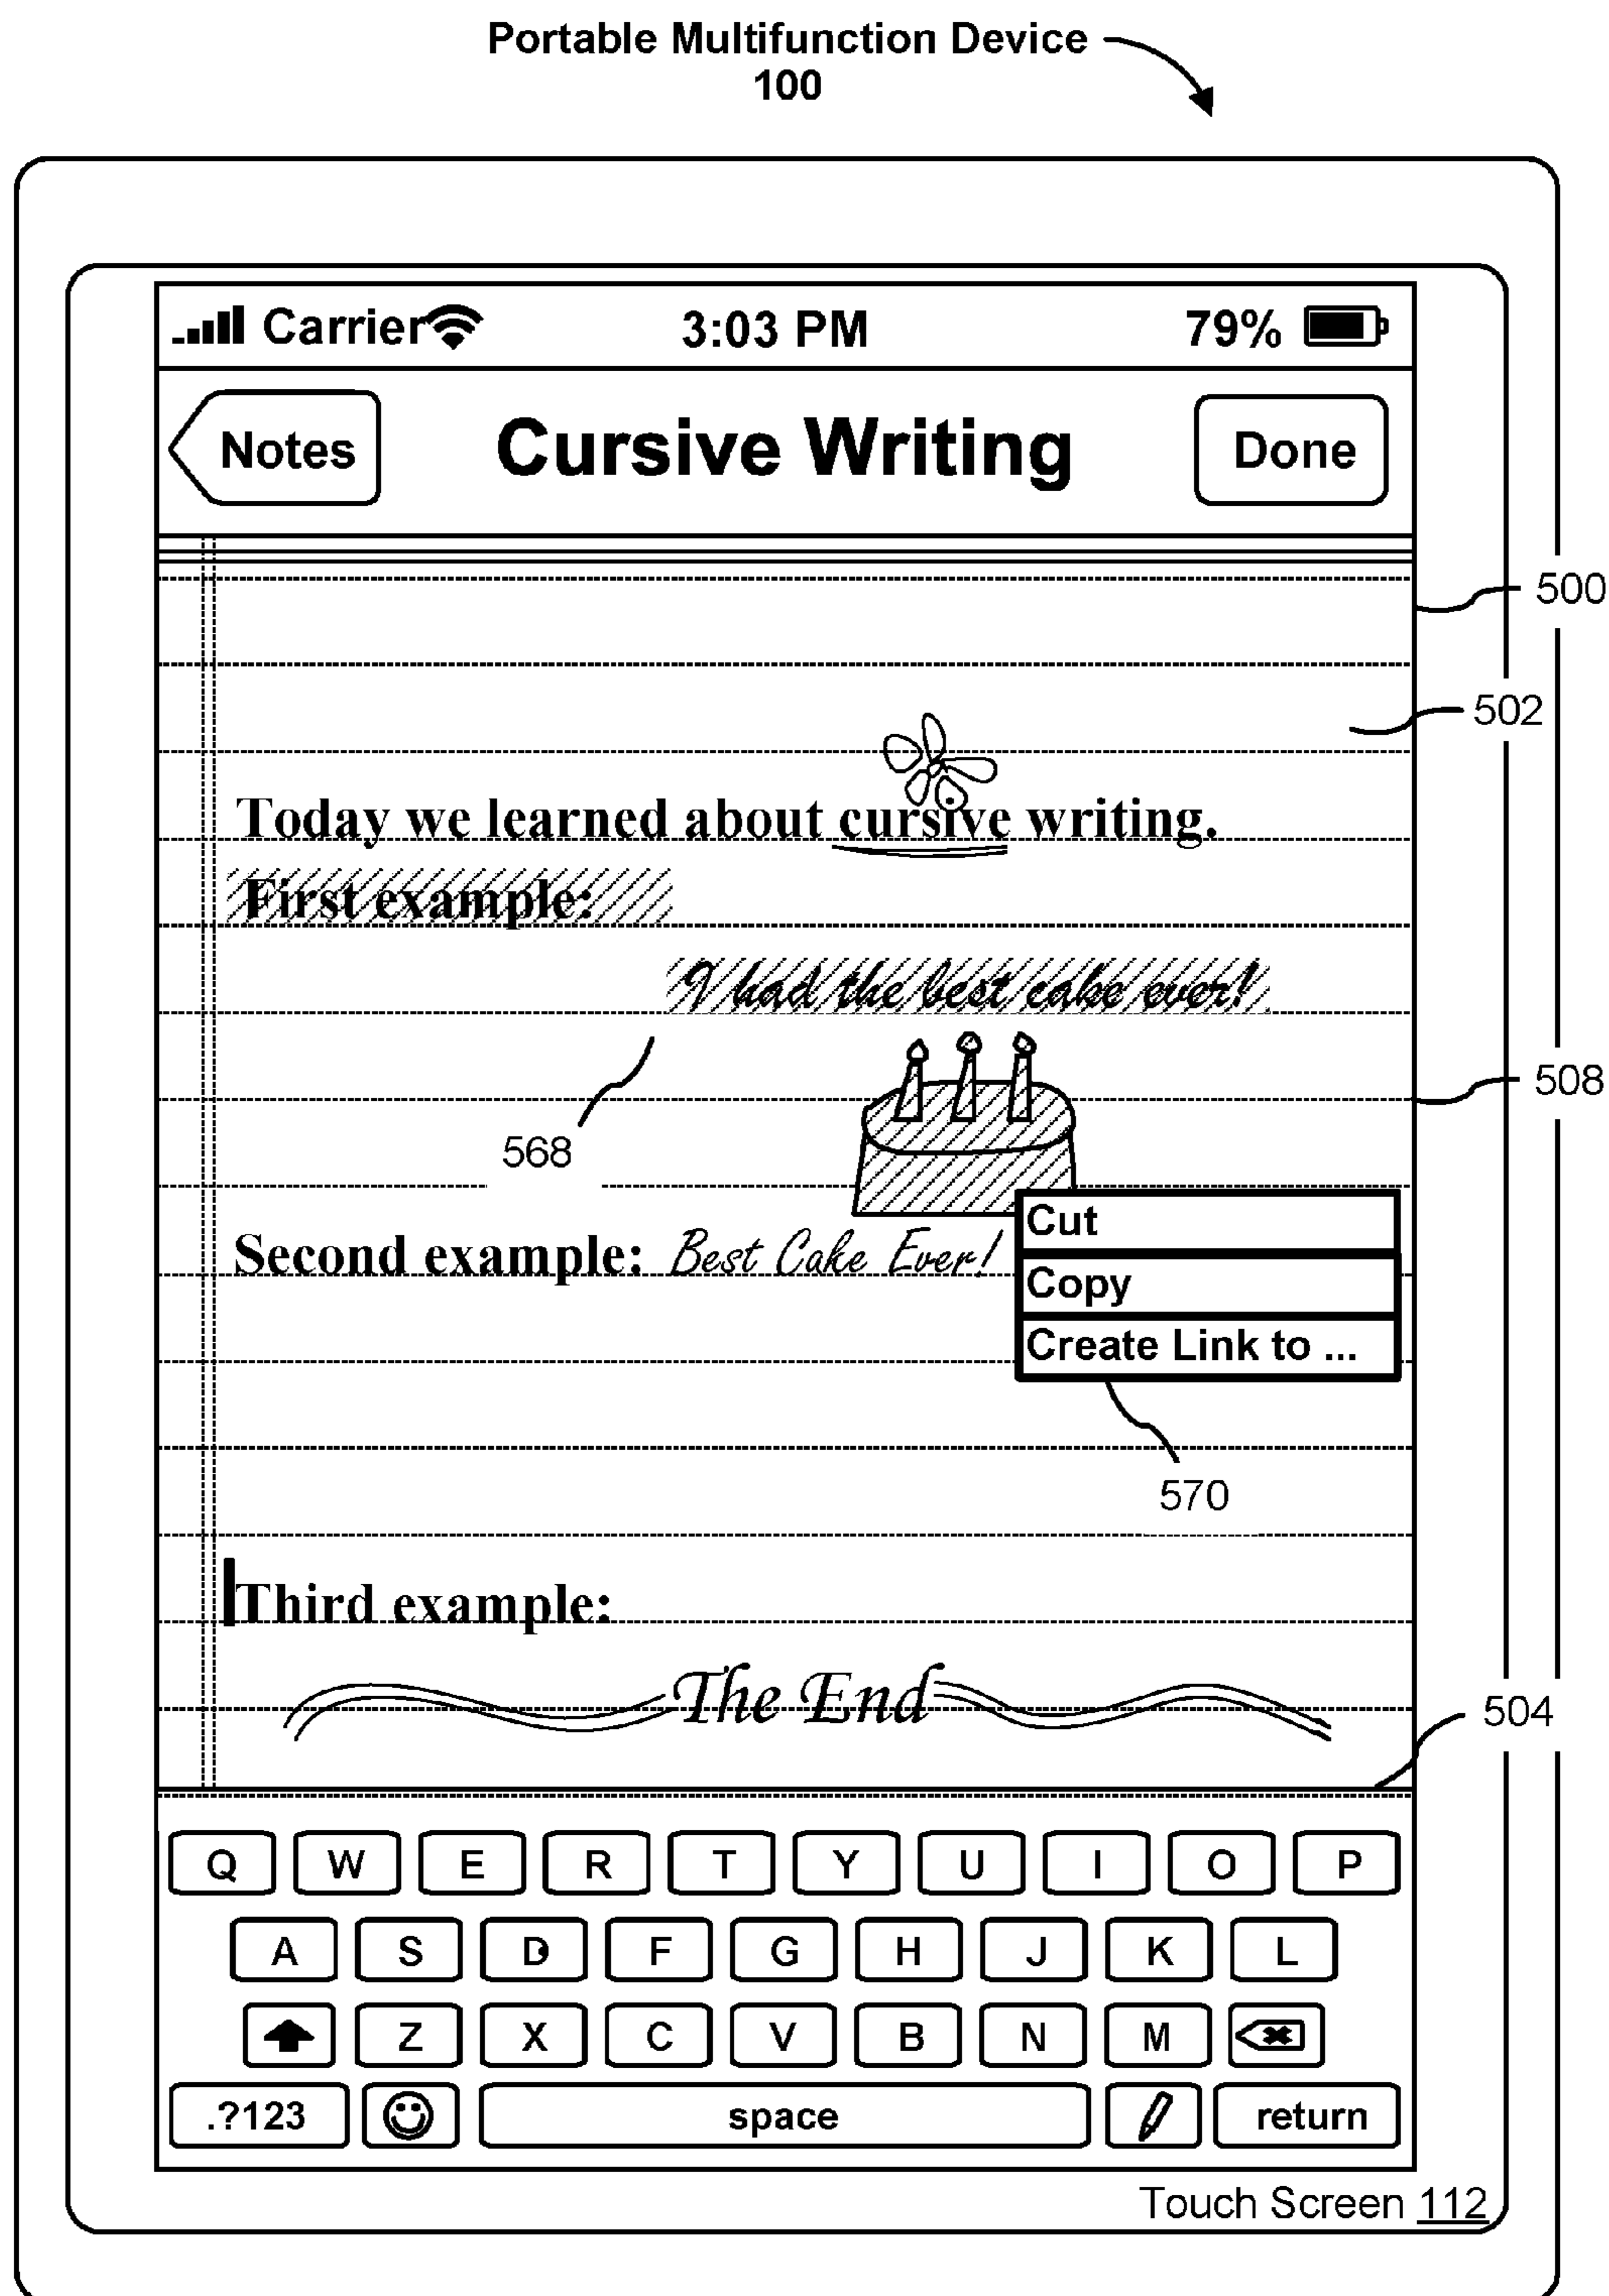 Portable Multifunction Device
100
Carrier 3:03 PM 79%
Notes Cursive Writing Done
500
502
Today we learned about cursive writing.
First example:
I had the best cake ever!
508
568
Cut
Second example: Best Cake Ever!
Copy
Create Link to ...
570
Third example:
The End
504
Q W E R T Y U I O P
A S D F G H J K L
Z X C V B N M
.?123 space return
Touch Screen 112